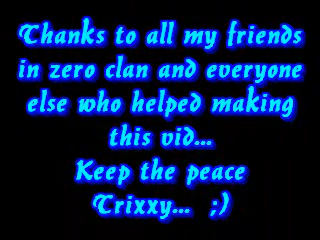 Thanks to all my friends
in zero clan and everyone
else who helped making
this vid...
Keep the peace
Crixxy... ;)